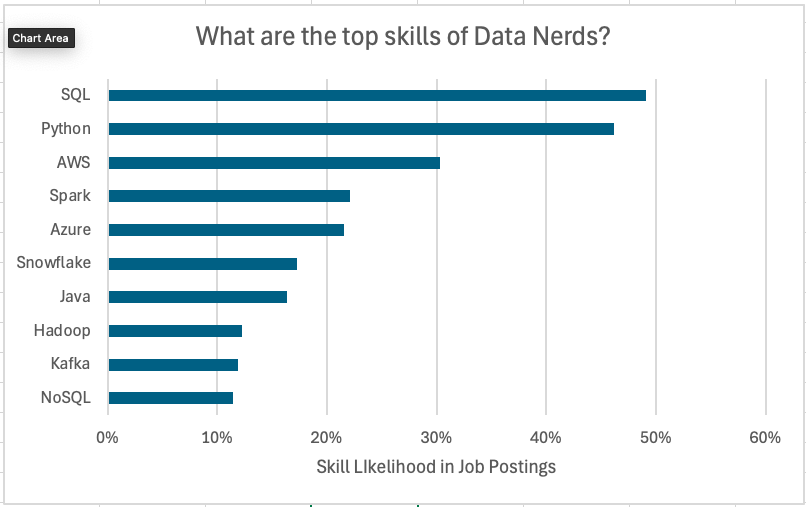 Chart Area
What are the top skills of Data Nerds?
SQL
Python
AWS
Spark
Azure
Snowflake
Java
Hadoop
Kafka
NoSQL
0% 10% 20% 30% 40% 50% 60%
Skill LIkelihood in Job Postings